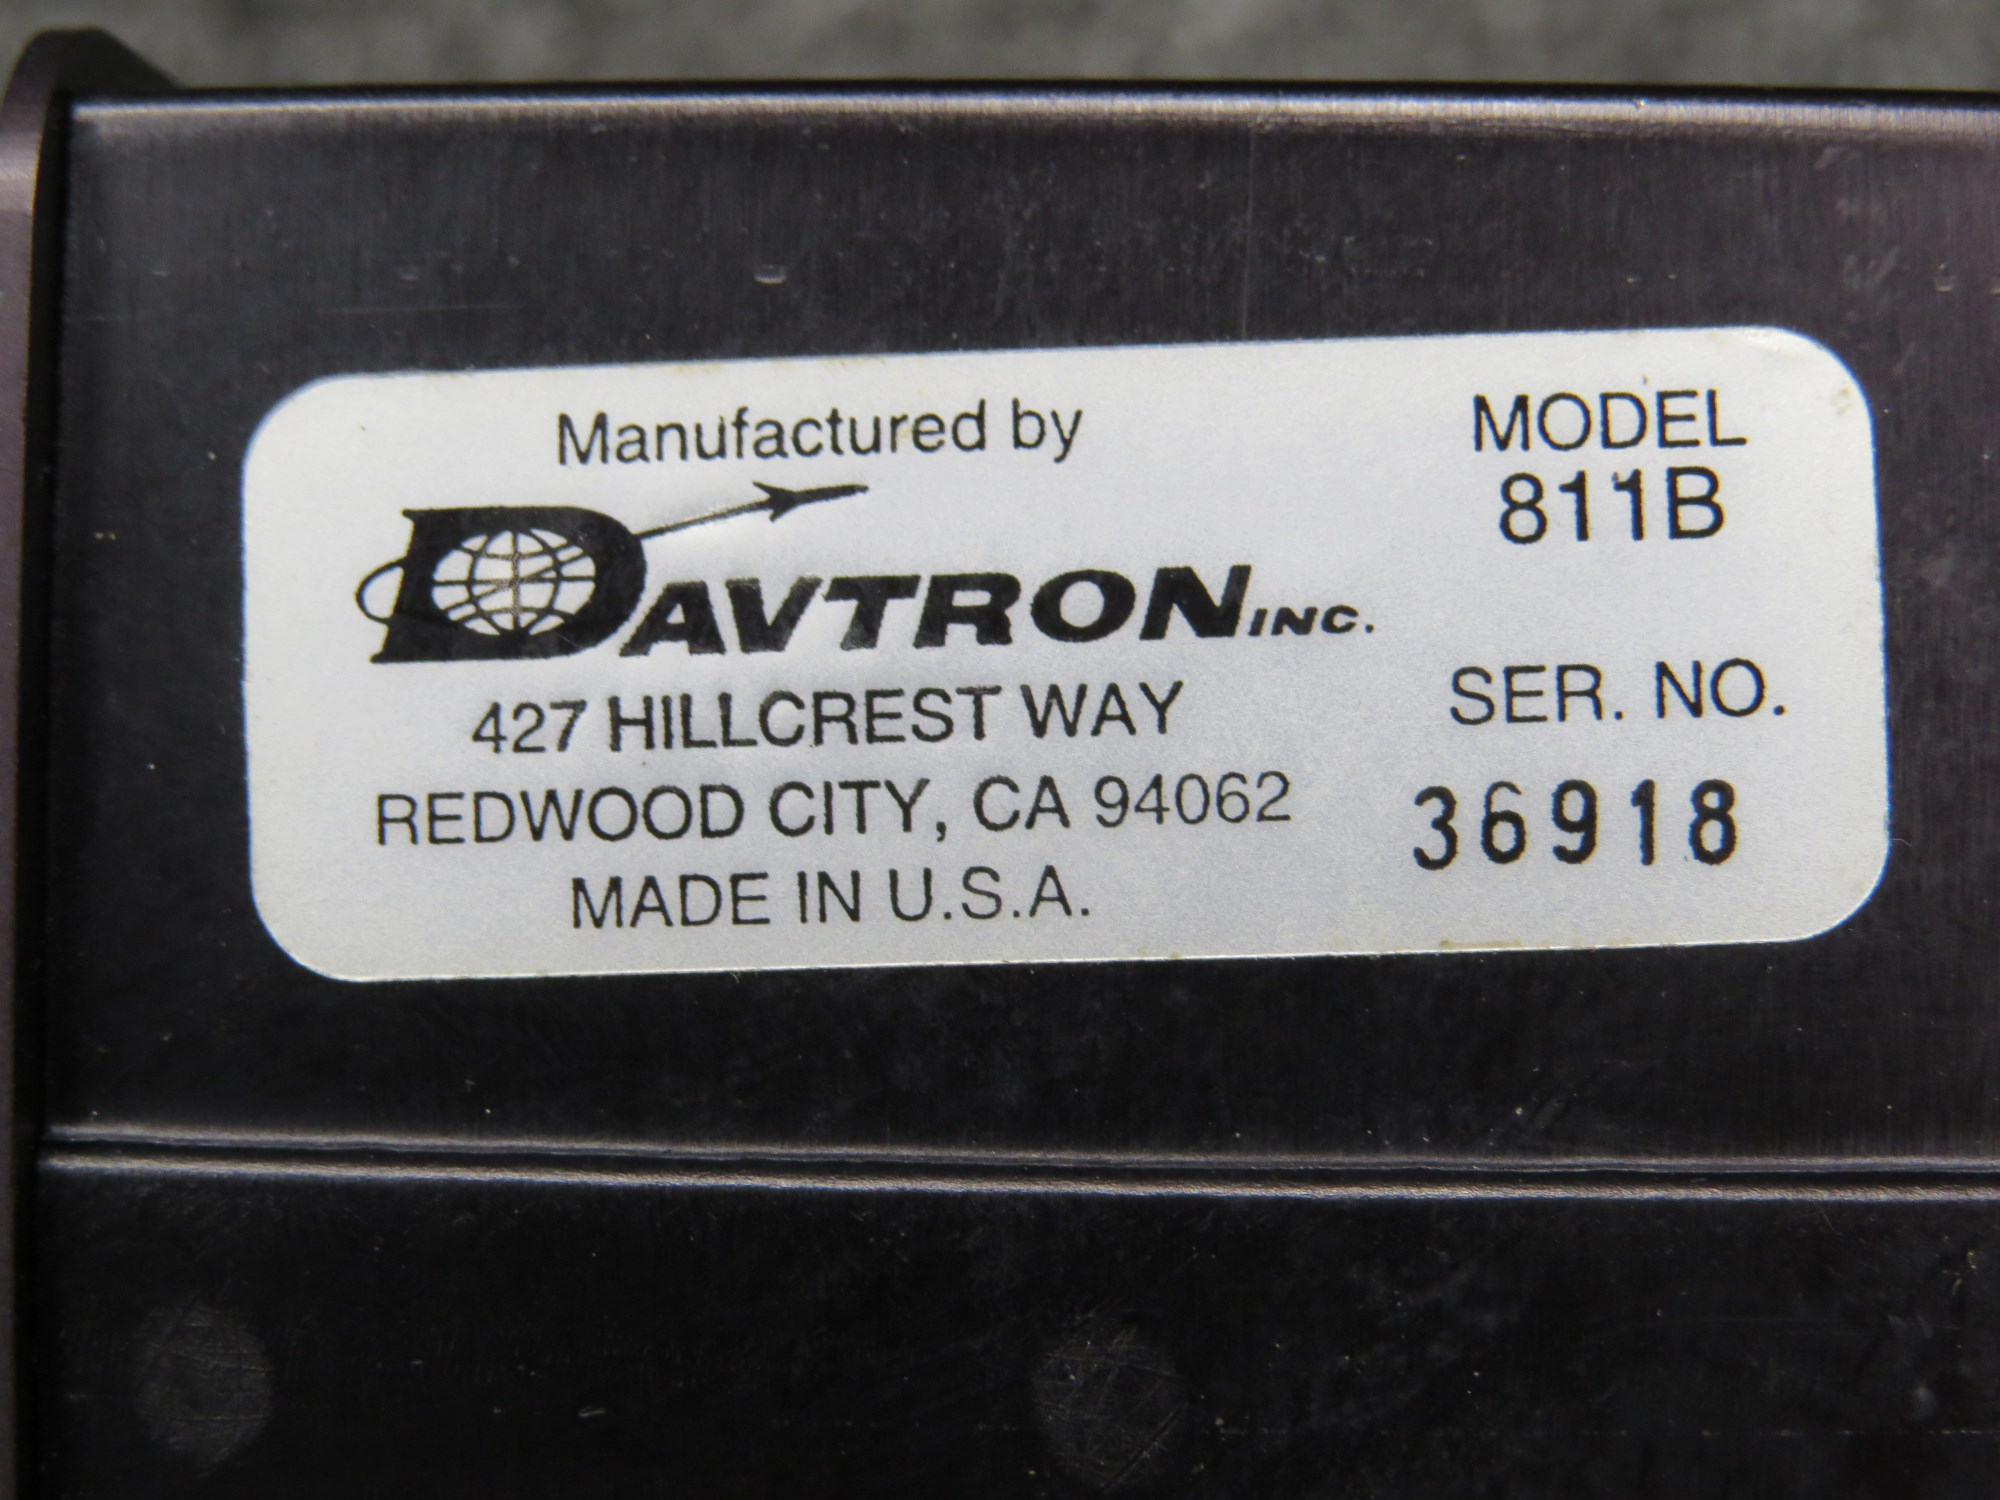 Manufactured by
DAVTRON INC.
427 HILLCREST WAY
REDWOOD CITY, CA 94062
MADE IN U.S.A.
MODEL
811B
SER. NO.
36918